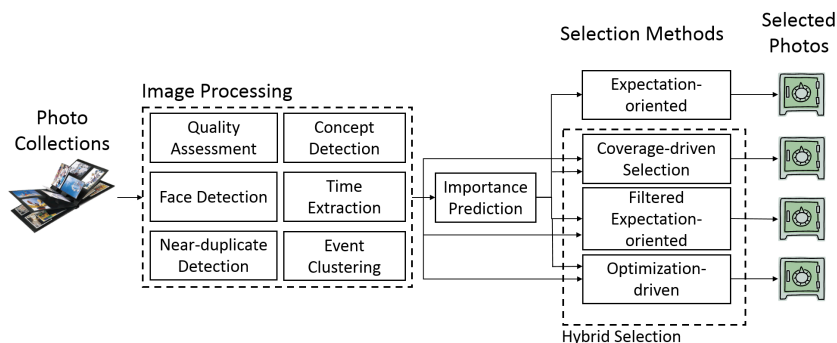 Selection Methods
Selected
Photos
Image Processing
Photo
Collections
Quality
Assessment
Concept
Detection
Face Detection
Time
Extraction
Near-duplicate
Detection
Event
Clustering
Importance
Prediction
Expectation-
oriented
Coverage-driven
Selection
Filtered
Expectation-
oriented
Optimization-
driven
Hybrid Selection